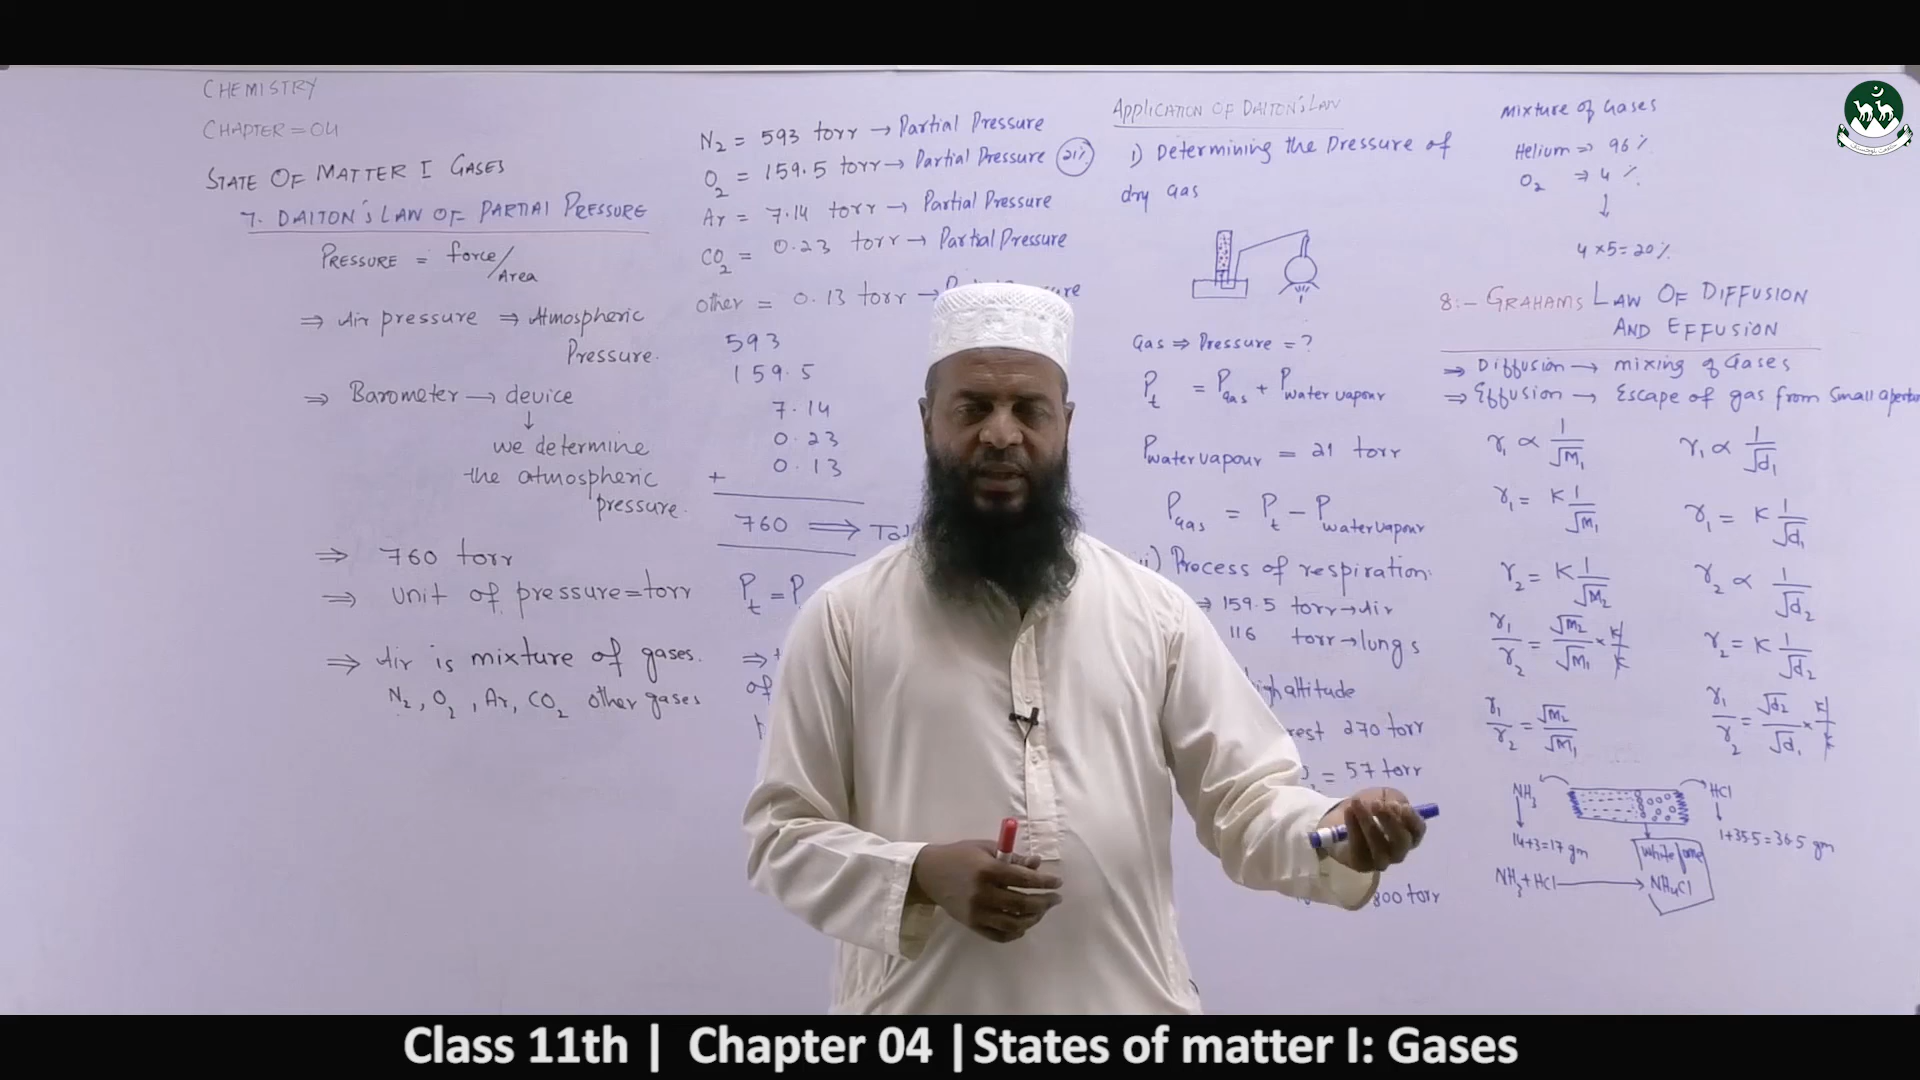 CHEMISTRY
CHAPTER = 04
STATE OF MATTER I GASES
7. DALTON'S LAW OF PARTIAL PRESSURE
PRESSURE = force/Area
⇒ Air pressure ⇒ Atmospheric
Pressure.
⇒ Barometer → device
↓
we determine
the atmospheric
pressure.
⇒ 760 torr
⇒ unit of pressure = torr
⇒ Air is mixture of gases.
N₂, O₂, Ar, CO₂ other gases
N₂ = 593 torr → Partial Pressure
O₂ = 159.5 torr → Partial Pressure 21%
Ar = 7.14 torr → Partial Pressure
CO₂ = 0.23 torr → Partial Pressure
other = 0.13 torr →
593
159.5
7.14
0.23
+ 0.13
760 ⇒
Pt = P
of
APPLICATION OF DALTON'S LAW
i) Determining the Pressure of
dry gas
Gas ⇒ Pressure = ?
Pt = Pgas + Pwater vapour
Pwater vapour = 21 torr
Pgas = Pt − Pwater vapour
Process of respiration.
159.5 torr → Air
116 torr → lungs
altitude
270 torr
= 57 torr
800 torr
mixture of Gases
Helium ⇒ 96 %
O₂ ⇒ 4 %
↓
4 × 5 = 20 %
8:- GRAHAMS LAW OF DIFFUSION
AND EFFUSION
⇒ Diffusion → mixing of Gases
⇒ Effusion → Escape of gas from small
r₁ ∝ 1/√M₁
r₁ = K 1/√M₁
r₂ = K 1/√M₂
r₁/r₂ = √M₂/√M₁ × K/K
r₁/r₂ = √M₂/√M₁
r₁ ∝ 1/√d₁
r₁ = K 1/√d₁
r₂ ∝ 1/√d₂
r₂ = K 1/√d₂
r₁/r₂ = √d₂/√d₁ × K/K
NH₃
14+3=17 gm
HCl
1+35.5=36.5 gm
White
NH₃ + HCl → NH₄Cl
Class 11th | Chapter 04 | States of matter I: Gases